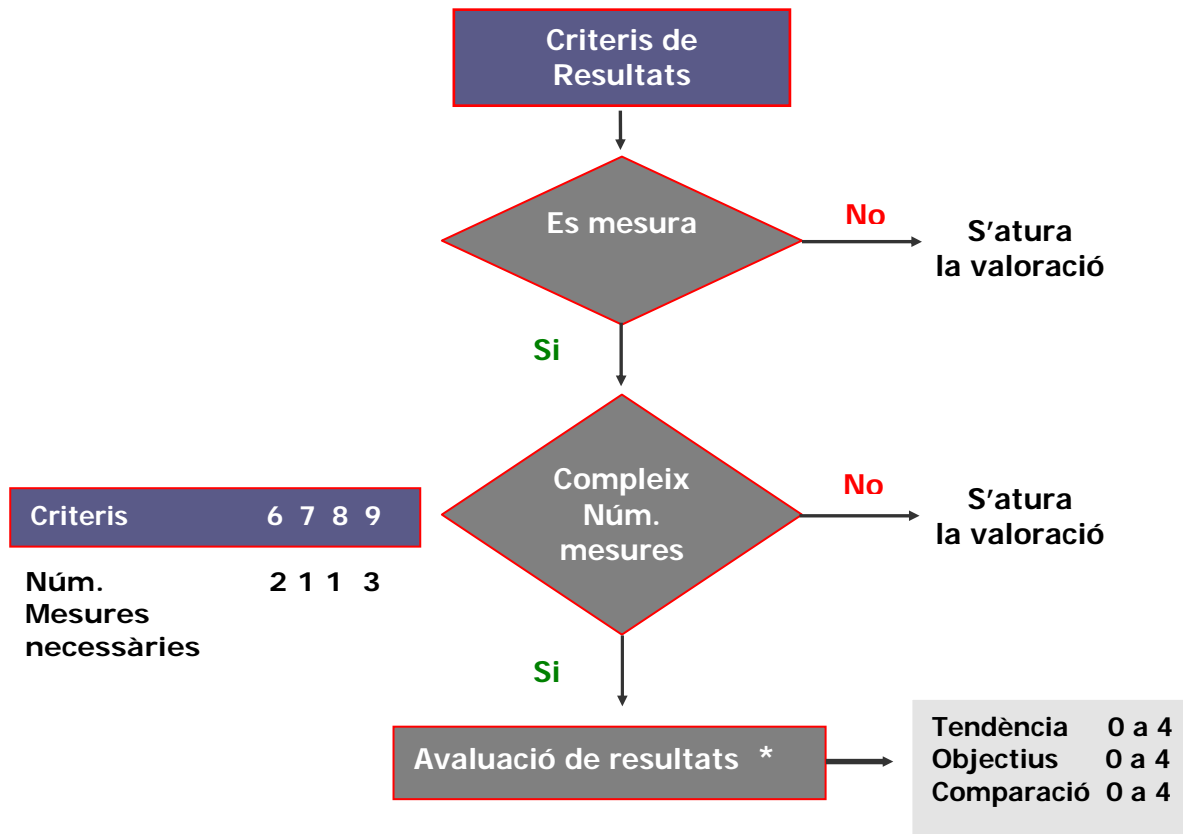 Criteris de
Resultats
Es mesura
No
S'atura
la valoració
Si
Compleix
Núm.
mesures
No
S'atura
la valoració
Criteris 6 7 8 9
Núm. 2 1 1 3
Mesures
necessàries
Si
Avaluació de resultats *
Tendència 0 a 4
Objectius 0 a 4
Comparació 0 a 4